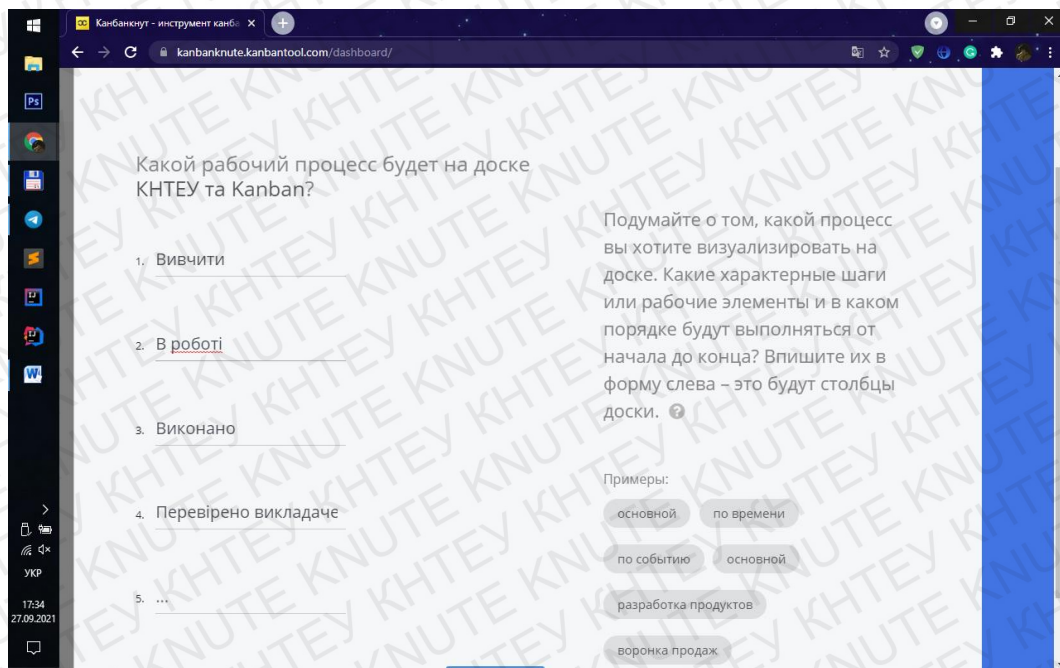 Канбанкнут - инструмент канба
kanbanknute.kanbantool.com/dashboard/
Какой рабочий процесс будет на доске
КНТЕУ та Kanban?
1. Вивчити
2. В роботі
3. Виконано
4. Перевірено викладаче
5. ...
Подумайте о том, какой процесс
вы хотите визуализировать на
доске. Какие характерные шаги
или рабочие элементы и в каком
порядке будут выполняться от
начала до конца? Впишите их в
форму слева – это будут столбцы
доски.
Примеры:
основной
по времени
по событию
основной
разработка продуктов
воронка продаж
Ps
УКР
17:34
27.09.2021
КНТЕУ KNUTE